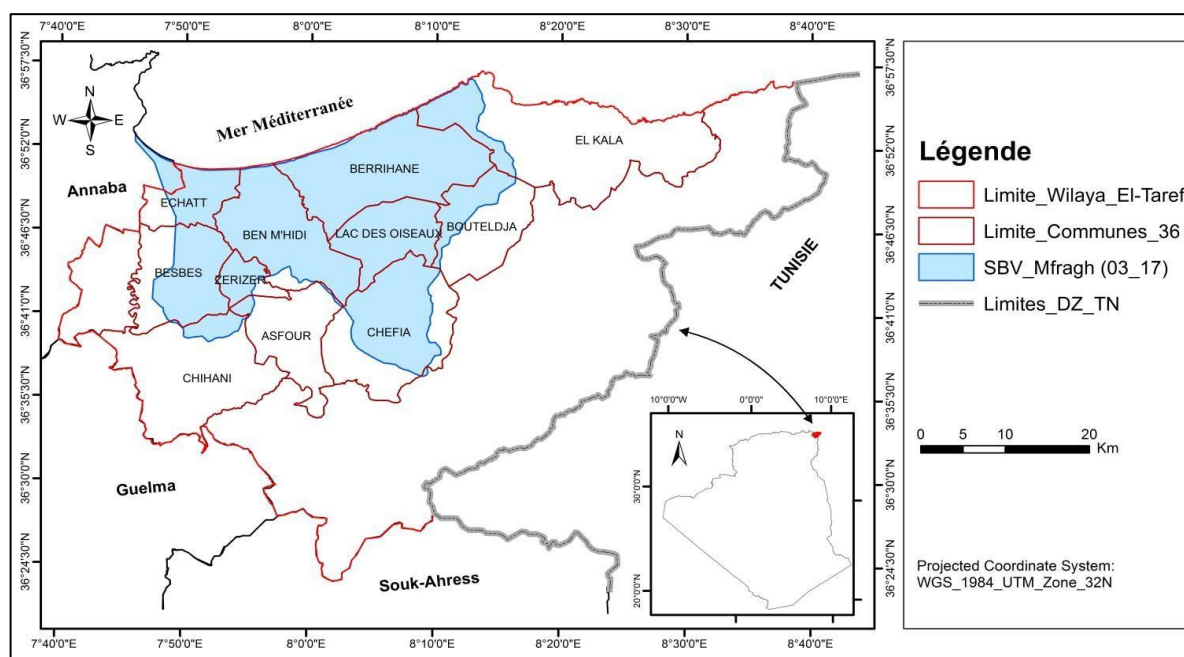 7°40'0"E 7°50'0"E 8°0'0"E 8°10'0"E 8°20'0"E 8°30'0"E 8°40'0"E
36°57'30"N
36°52'0"N
36°46'30"N
36°41'0"N
36°35'30"N
36°30'0"N
36°24'30"N
N
W E
S
Mer Méditerranée
Annaba
EL KALA
BERRIHANE
ECHATT
BEN M'HIDI
LAC DES OISEAUX
BOUTELDJA
BESBES
ZERIZER
ASFOUR
CHEFIA
CHIHANI
TUNISIE
Guelma
Souk-Ahress
10°0'0"W 0°0'0" 10°0'0"E
N
30°0'0"N
20°0'0"N
36°57'30"N
36°52'0"N
36°46'30"N
36°41'0"N
36°35'30"N
36°30'0"N
36°24'30"N
7°40'0"E 7°50'0"E 8°0'0"E 8°10'0"E 8°20'0"E 8°30'0"E 8°40'0"E
Légende
Limite_Wilaya_El-Taref
Limite_Communes_36
SBV_Mfragh (03_17)
Limites_DZ_TN
0 5 10 20
Km
Projected Coordinate System:
WGS_1984_UTM_Zone_32N